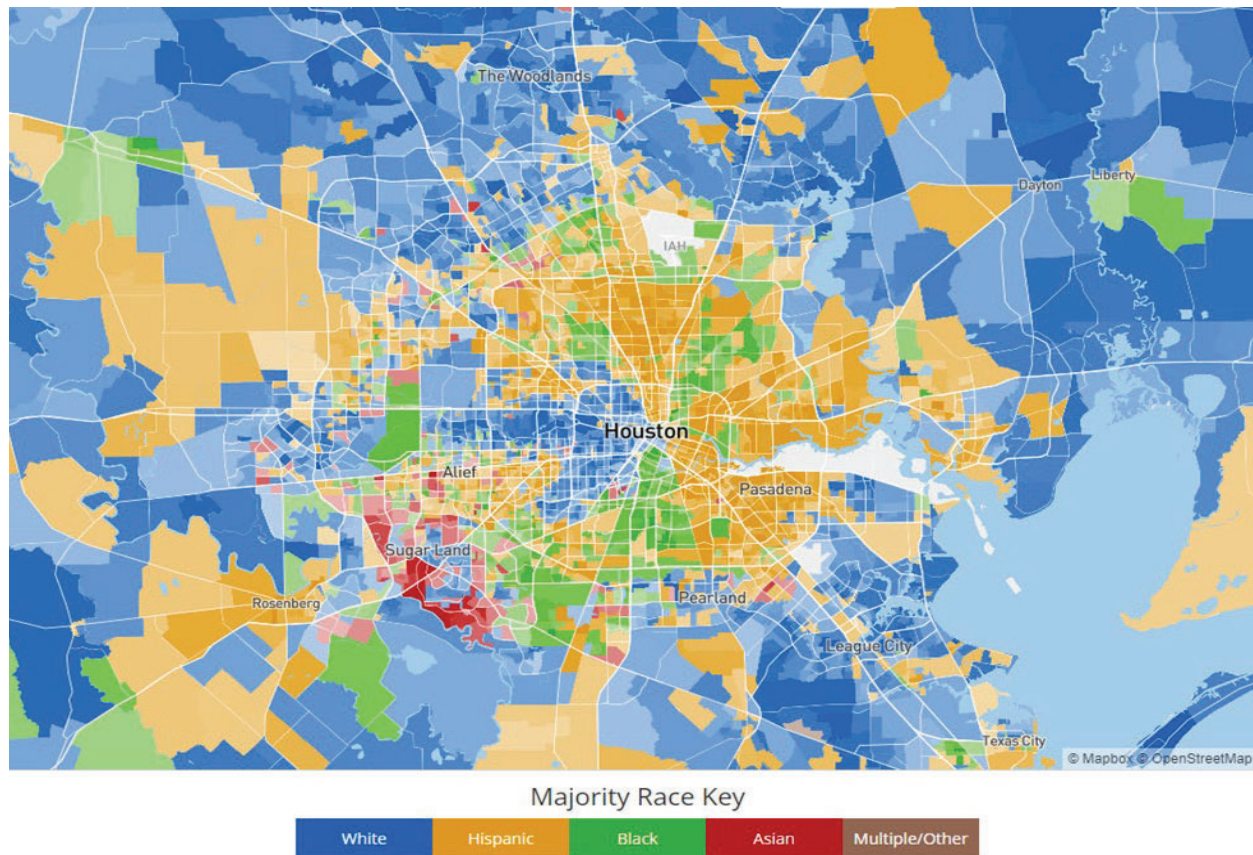 The Woodlands
Dayton
Liberty
IAH
Houston
Alief
Pasadena
Sugar Land
Rosenberg
Pearland
League City
Texas City
© Mapbox © OpenStreetMap
Majority Race Key
White Hispanic Black Asian Multiple/Other